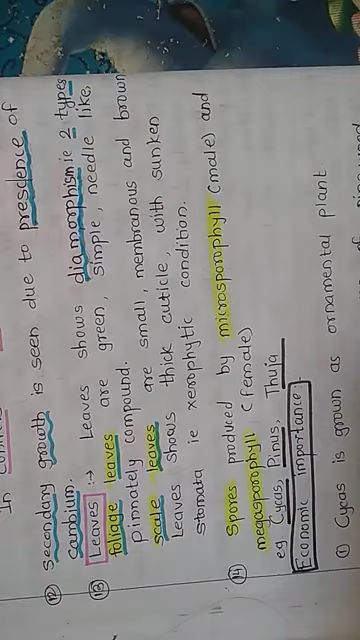 ⑫ Secondary growth is seen due to presdence of
cambium.
⑬ Leaves :→ Leaves shows diamorphism ie 2 types
foliage leaves are green, simple, needle like,
pinnately compound.
scale leaves are small, membranous and brown
Leaves shows thick cuticle, with sunken
stomata ie xerophytic condition.
⑭ Spores produced by microsporophyll (male) and
megasporophyll (female)
eg Cycas, Pinus, Thuja
Economic importance
① Cycas is grown as ornamental plant